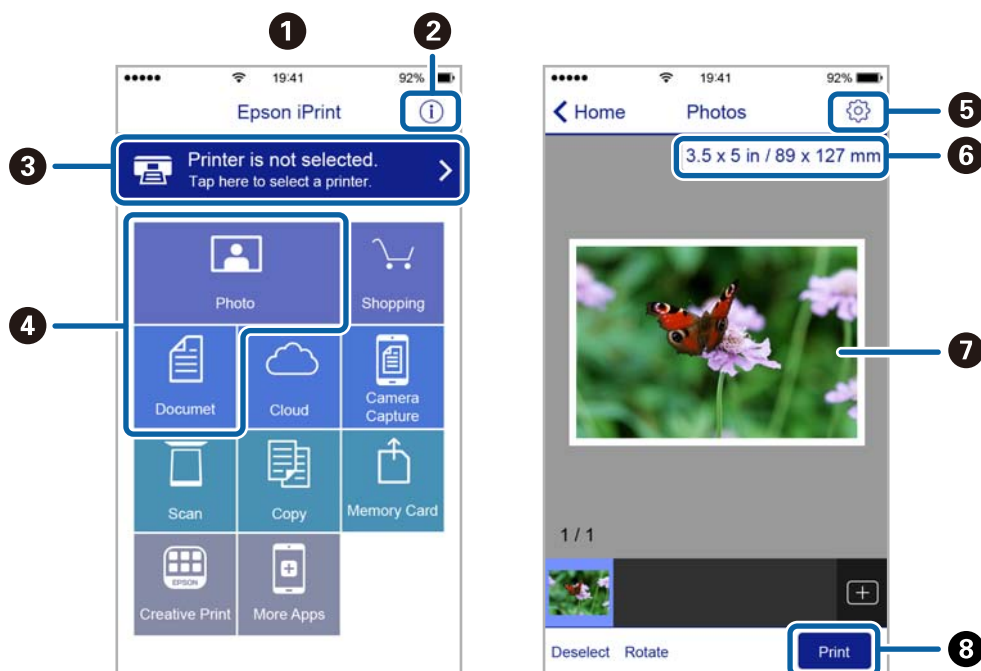 1
2
19:41
92%
Epson iPrint
i
3
Printer is not selected.
Tap here to select a printer.
4
Photo
Shopping
Documet
Cloud
Camera
Capture
Scan
Copy
Memory Card
EPSON
Creative Print
More Apps
19:41
92%
Home
Photos
5
3.5 x 5 in / 89 x 127 mm
6
7
1 / 1
Deselect Rotate
Print
8